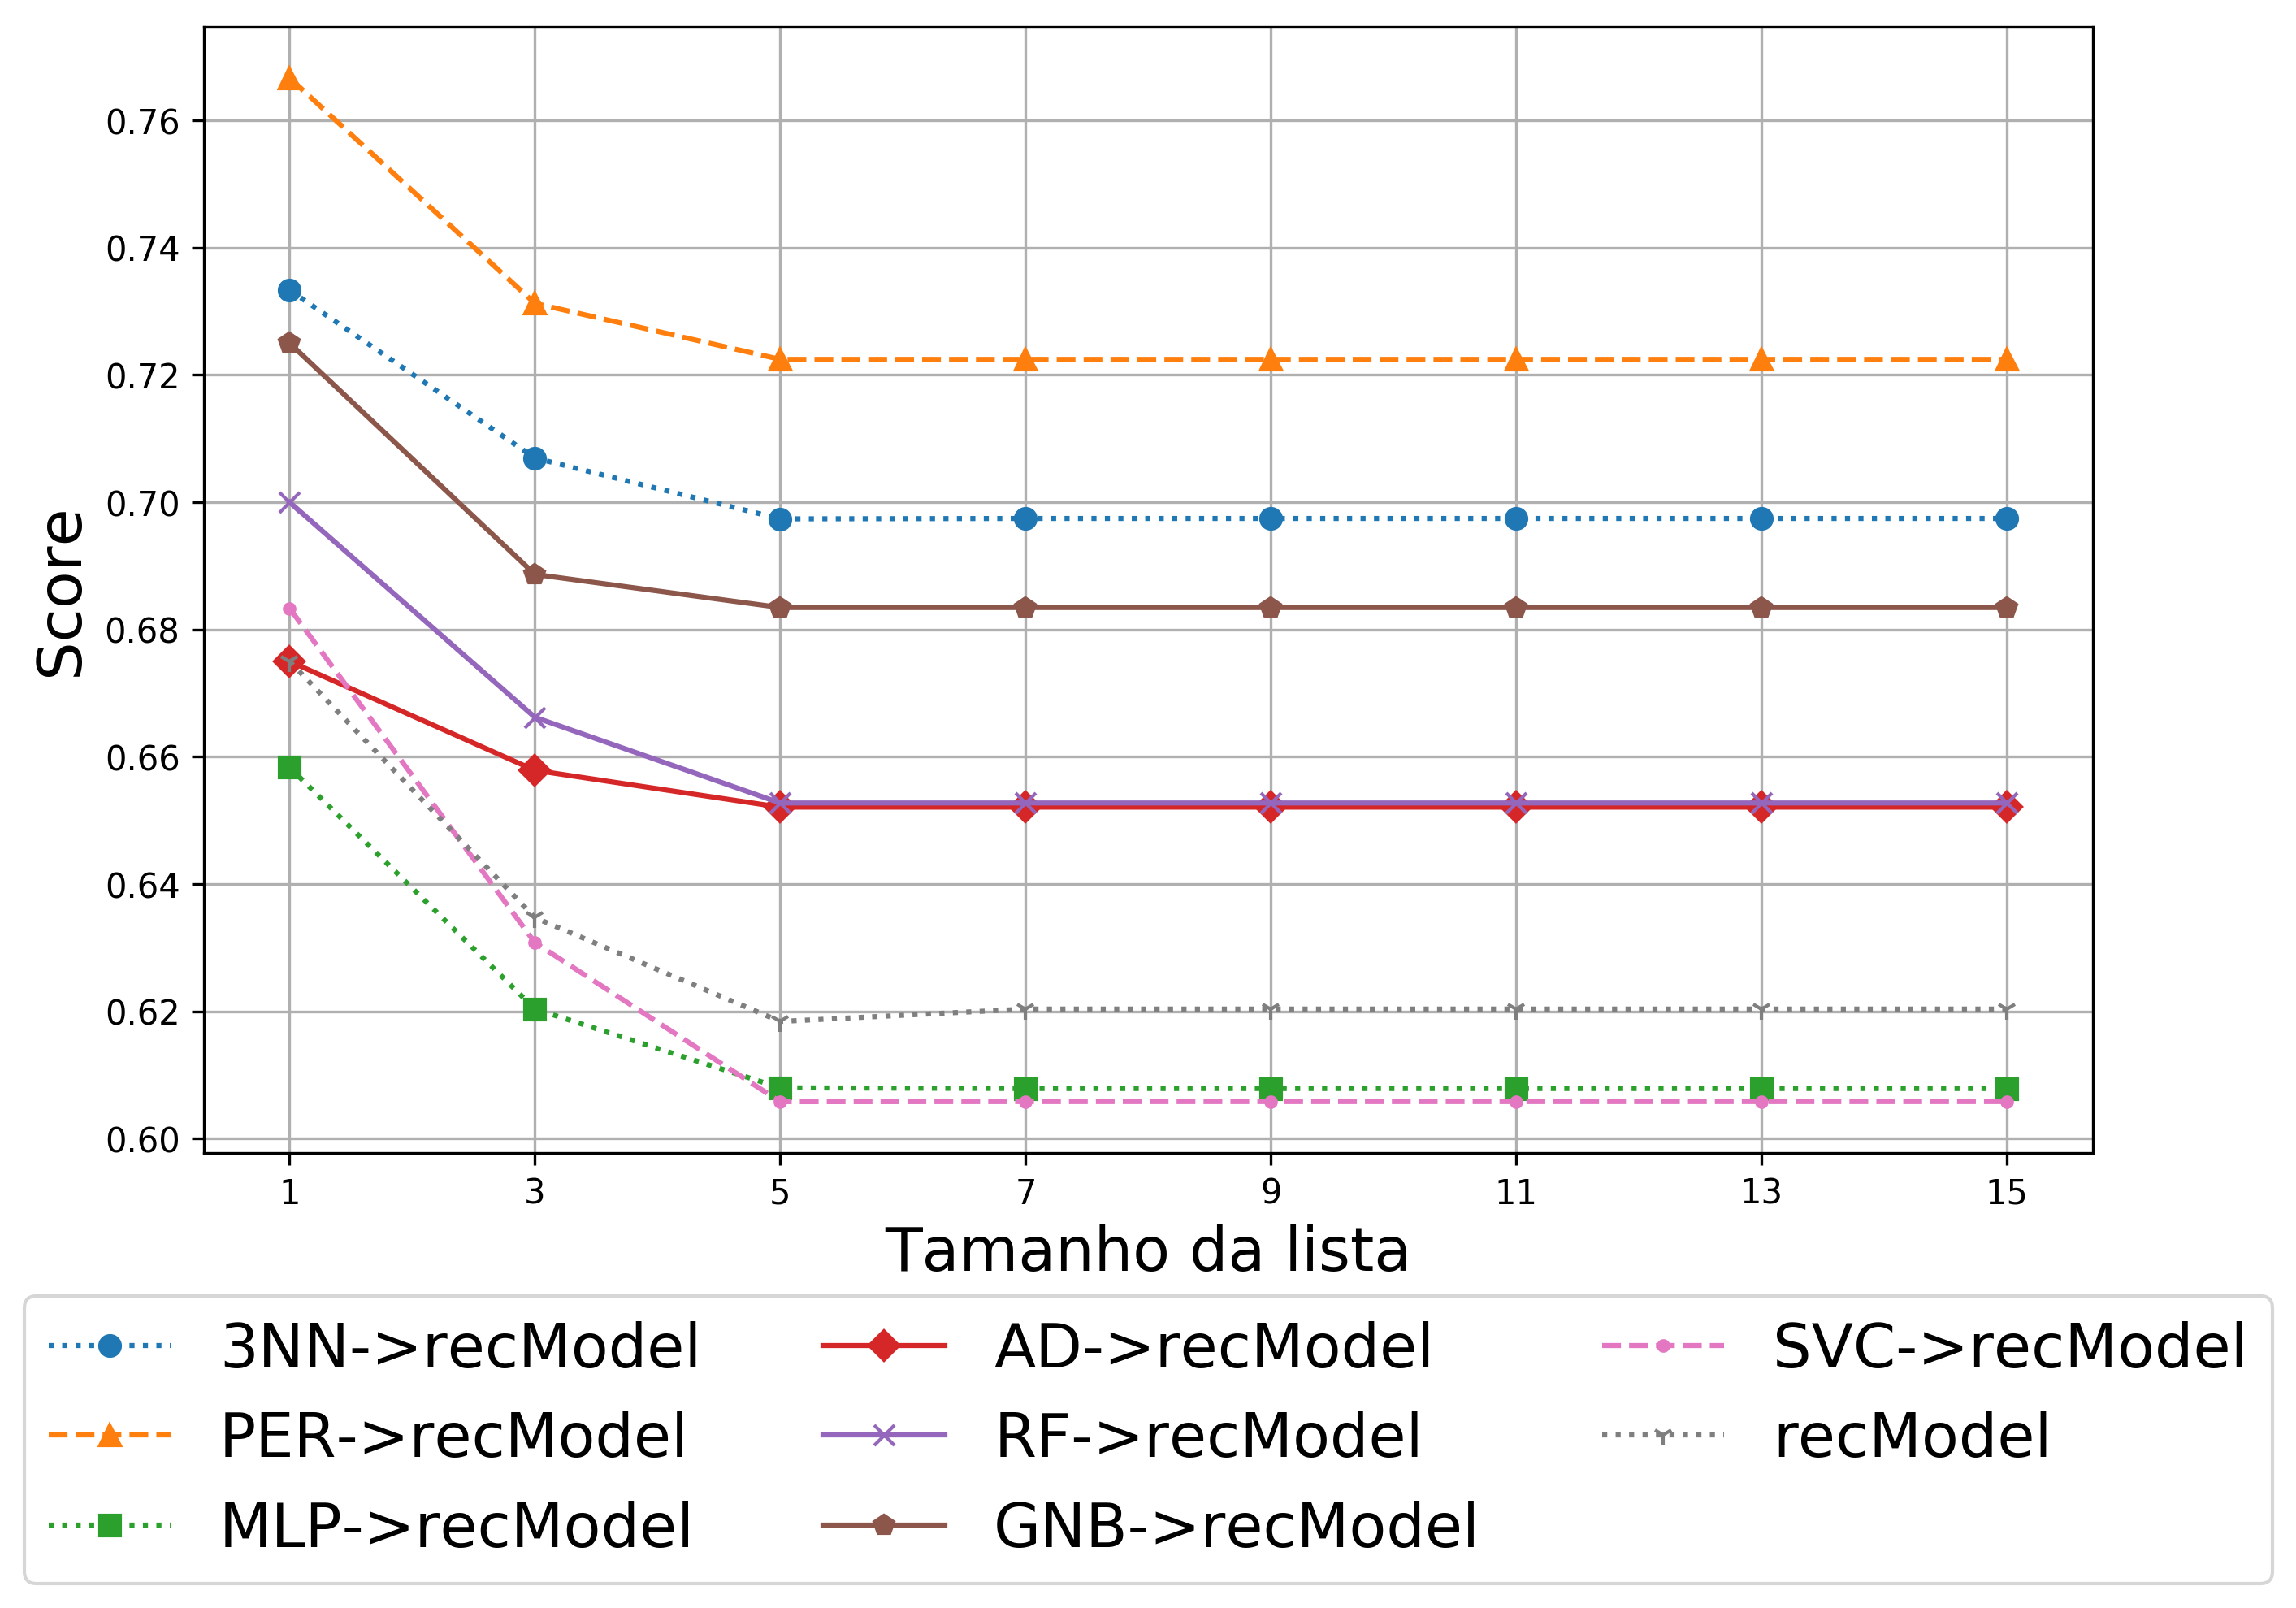 0.76
0.74
0.72
0.70
0.68
0.66
0.64
0.62
0.60
Score
1 3 5 7 9 11 13 15
Tamanho da lista
3NN->recModel
PER->recModel
MLP->recModel
AD->recModel
RF->recModel
GNB->recModel
SVC->recModel
recModel